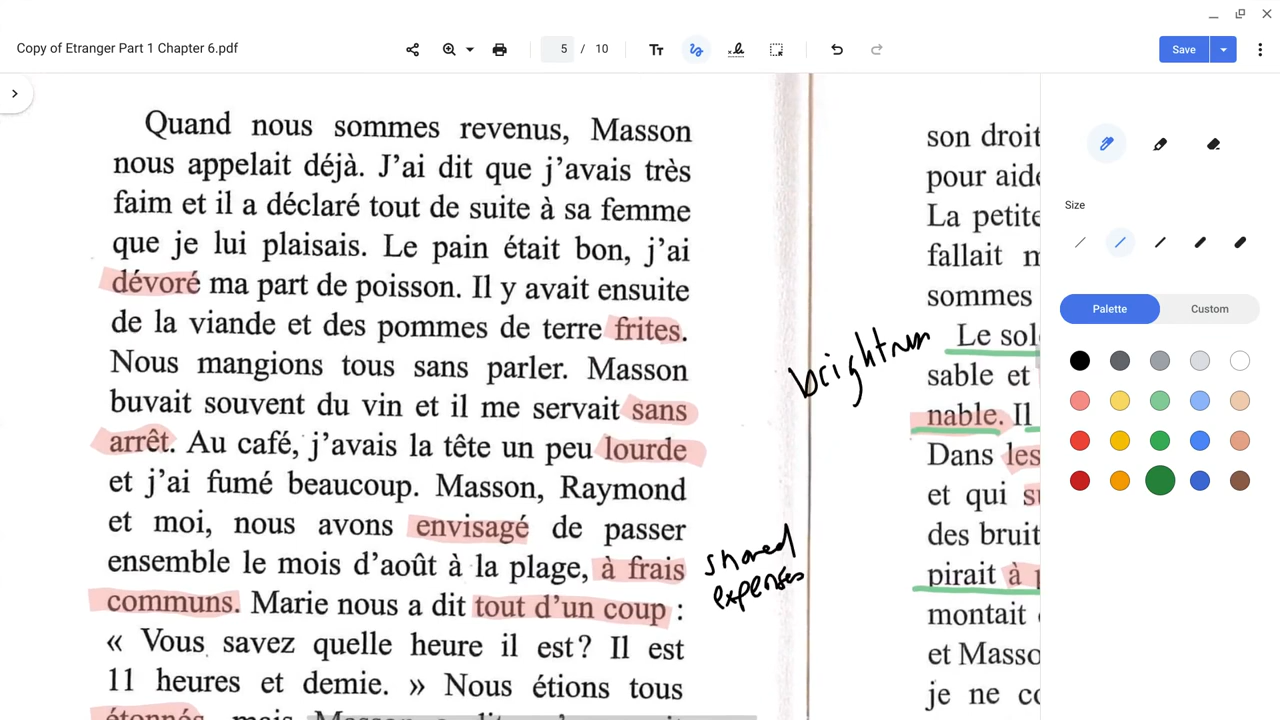 Copy of Etranger Part 1 Chapter 6.pdf
5 / 10
Tт
Save
Quand nous sommes revenus, Masson
nous appelait déjà. J'ai dit que j'avais très
faim et il a déclaré tout de suite à sa femme
que je lui plaisais. Le pain était bon, j'ai
dévoré ma part de poisson. Il y avait ensuite
de la viande et des pommes de terre frites.
Nous mangions tous sans parler. Masson
buvait souvent du vin et il me servait sans
arrêt. Au café, j'avais la tête un peu lourde
et j'ai fumé beaucoup. Masson, Raymond
et moi, nous avons envisagé de passer
ensemble le mois d'août à la plage, à frais
communs. Marie nous a dit tout d'un coup :
« Vous savez quelle heure il est ? Il est
11 heures et demie. » Nous étions tous
étonnés, mais Masson a dit
shared
expenses
son droit
pour aide
La petite
fallait
sommes
Le sol
sable et
nable. Il
Dans les
et qui
des bruit
pirait à
montait
et Masso
je ne co
Size
Palette
Custom